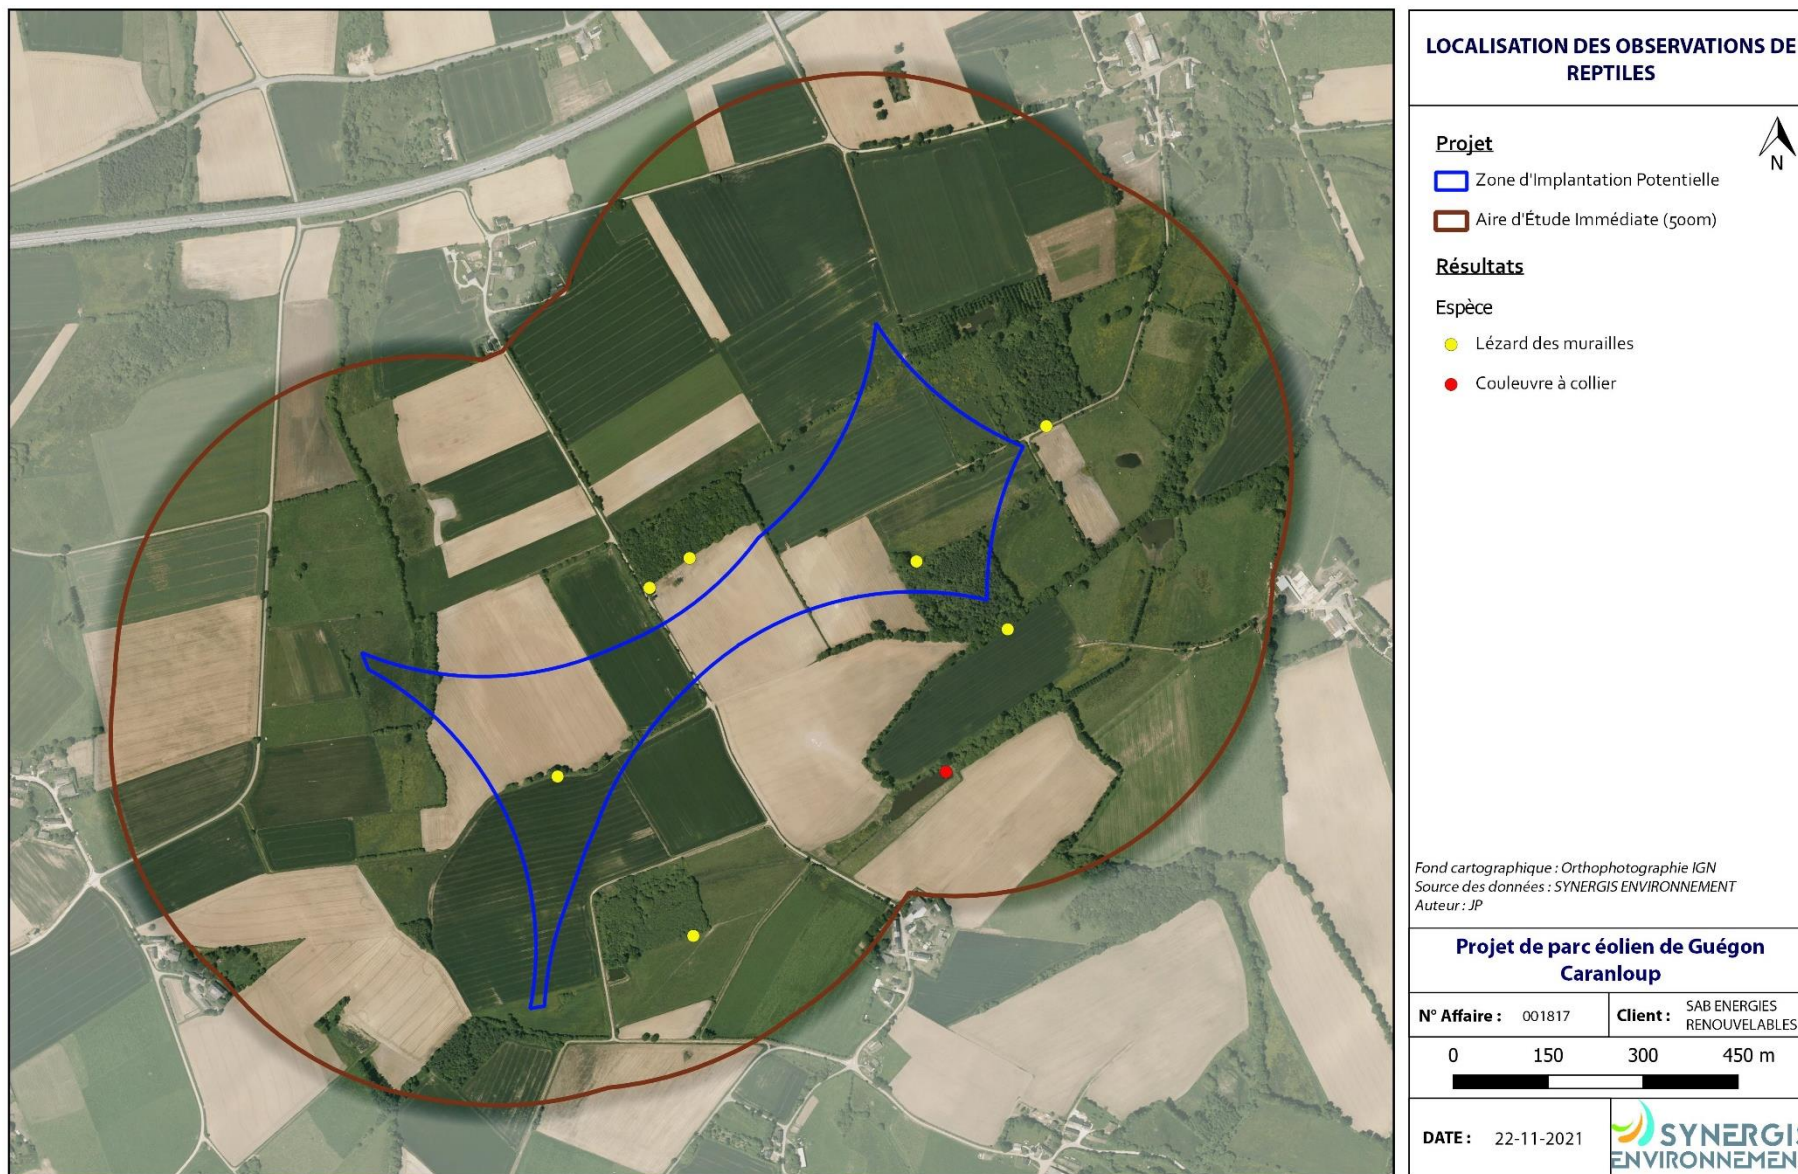 LOCALISATION DES OBSERVATIONS DE
REPTILES
N
Projet
Zone d'Implantation Potentielle
Aire d'Étude Immédiate (500m)
Résultats
Espèce
Lézard des murailles
Couleuvre à collier
Fond cartographique : Orthophotographie IGN
Source des données : SYNERGIS ENVIRONNEMENT
Auteur : JP
Projet de parc éolien de Guégon
Caranloup
N° Affaire : 001817
Client : SAB ENERGIES
RENOUVELABLES
0 150 300 450 m
DATE : 22-11-2021
SYNERGIS
ENVIRONNEMEN